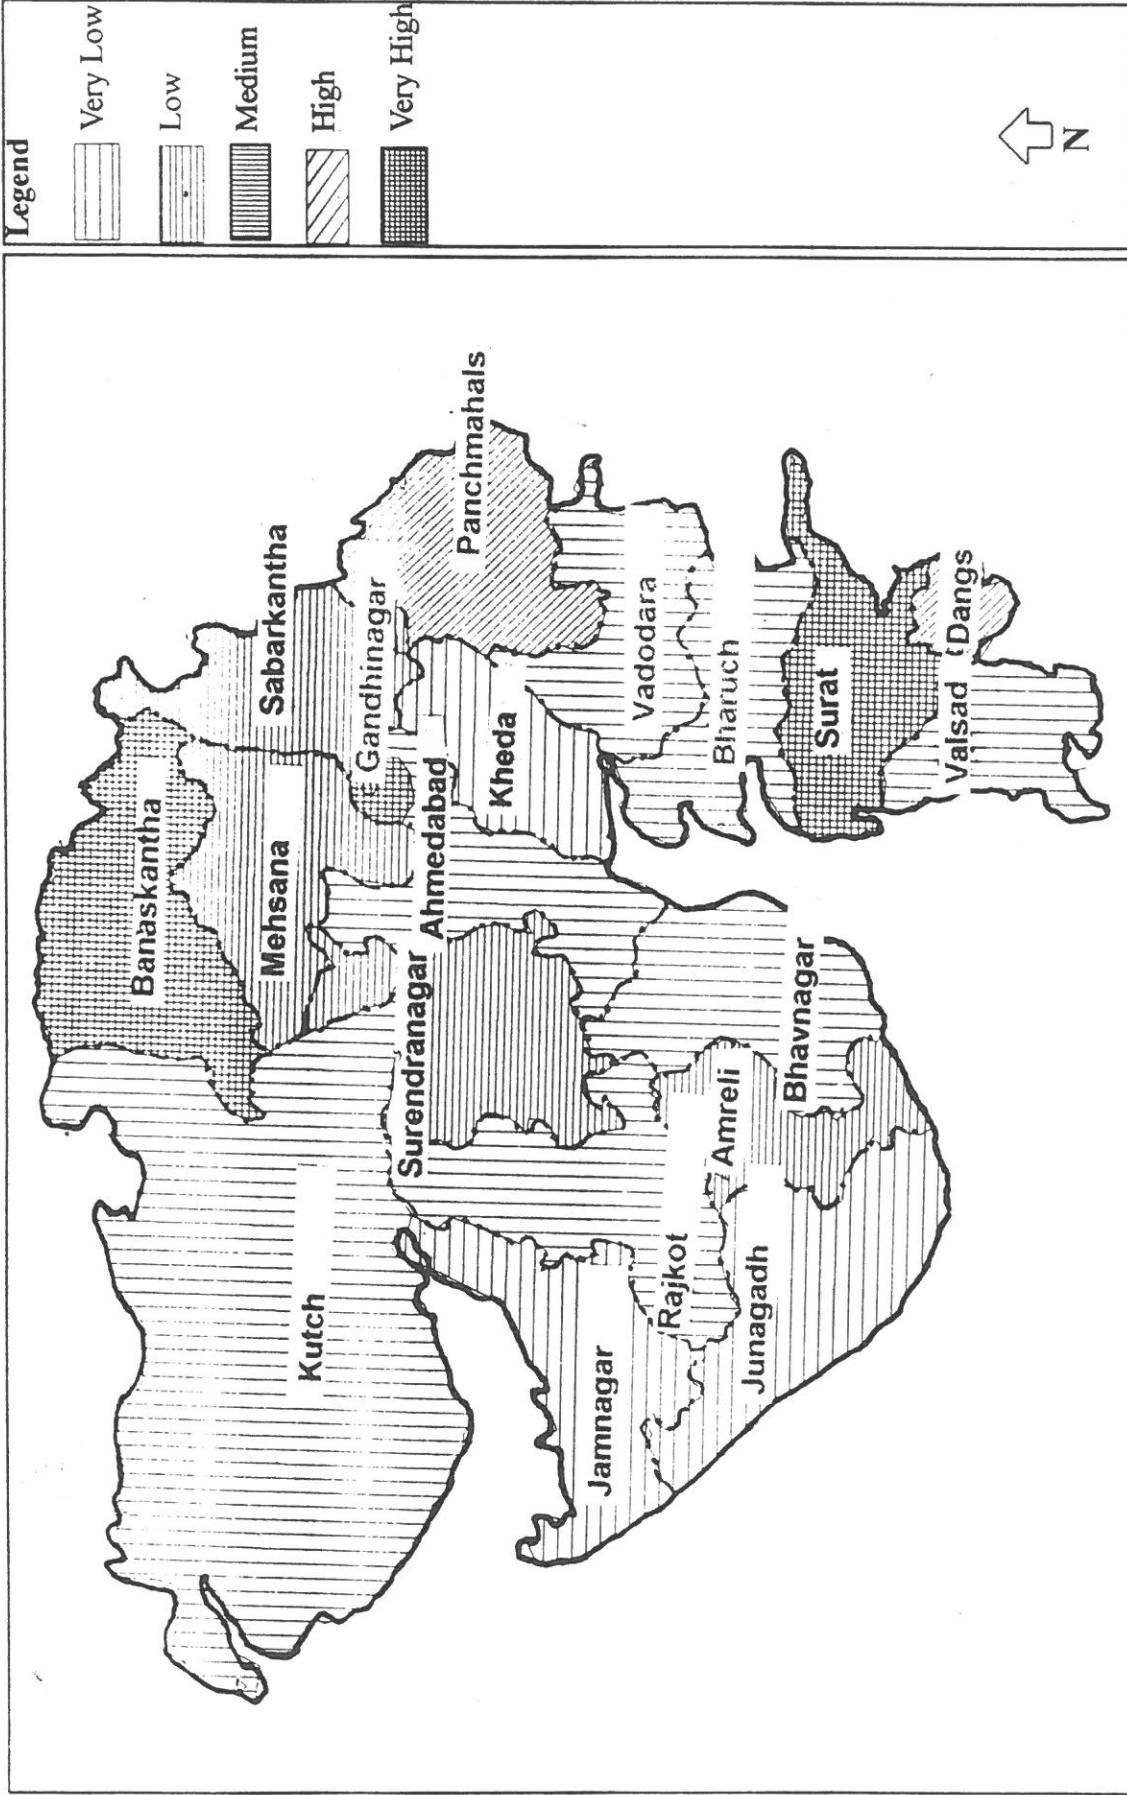 Legend
Very Low
Low
Medium
High
Very High
N
Banaskantha
Sabarkantha
Mehsana
Gandhinagar
Kutch
Panchmahals
Ahmedabad
Surendranagar
Kheda
Jamnagar
Vadodara
Rajkot
Amreli
Bharuch
Junagadh
Bhavnagar
Surat
Dangs
Valsad